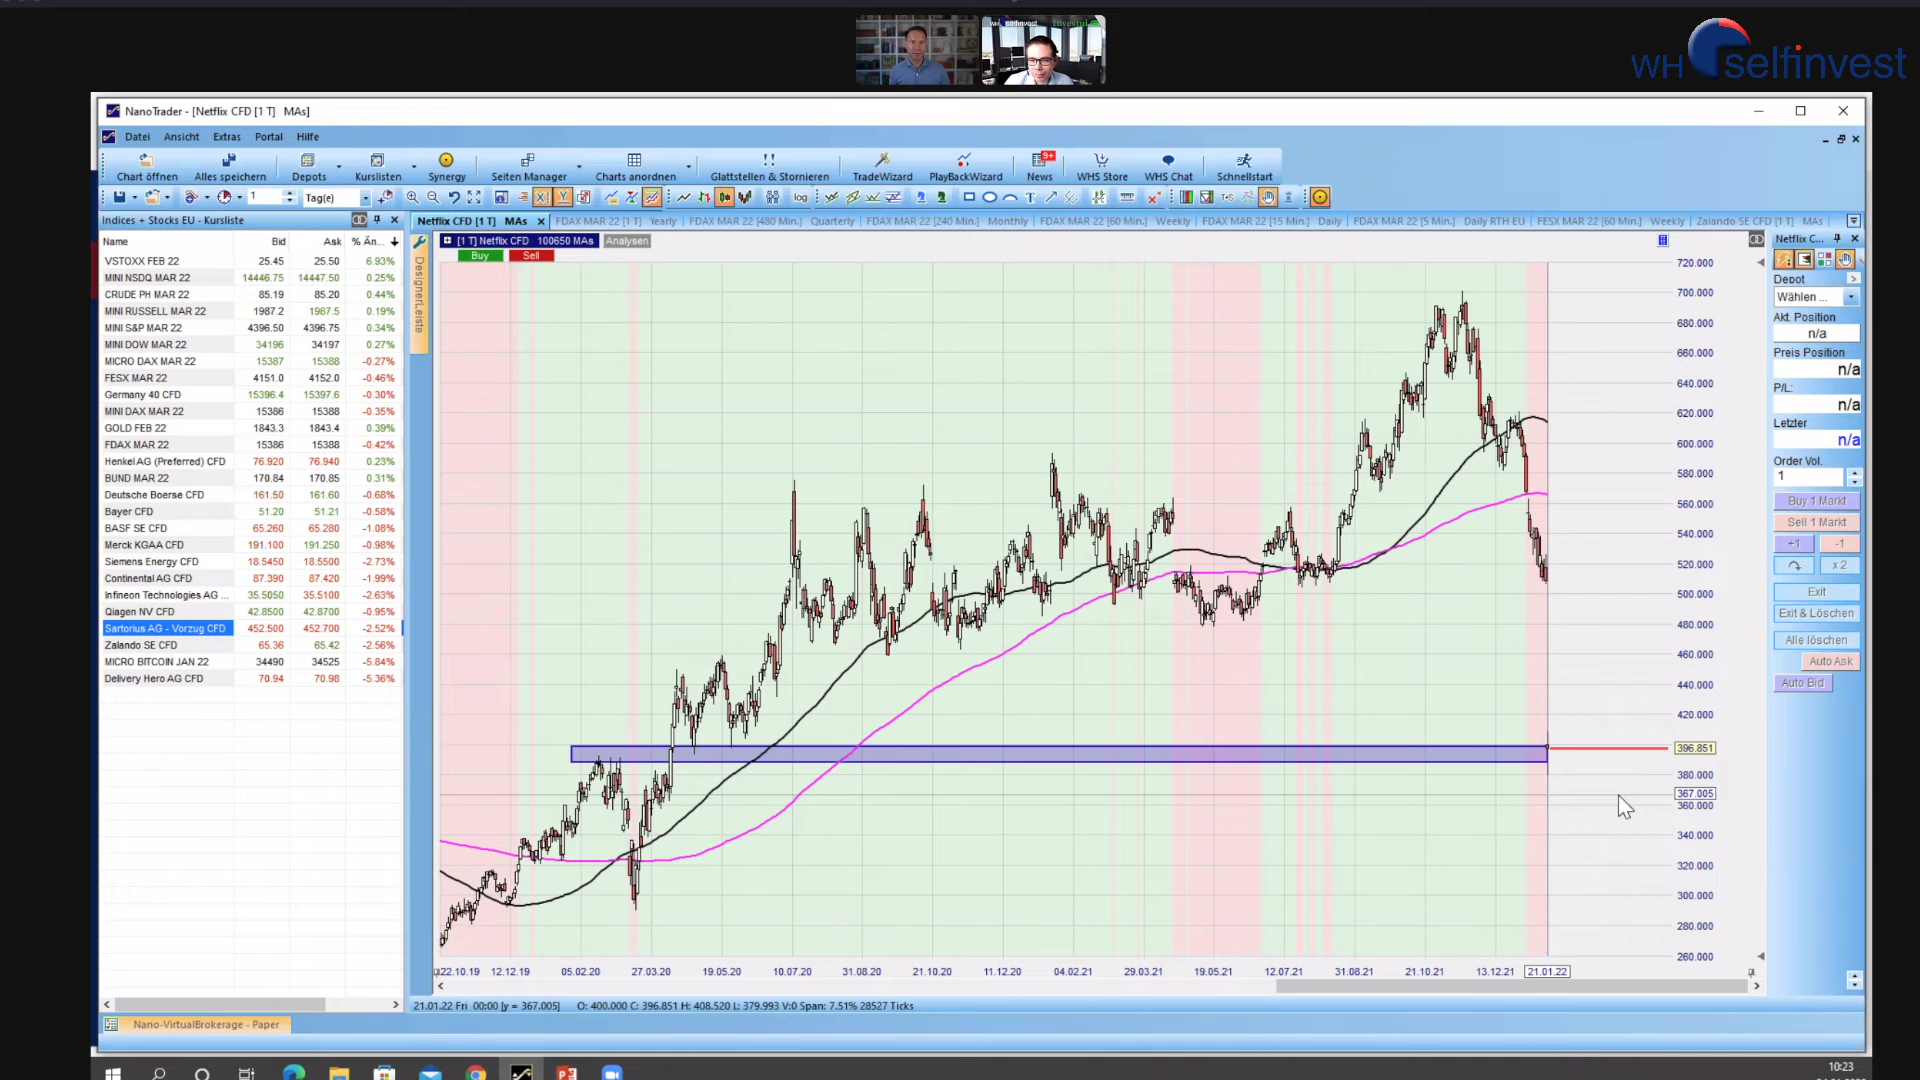 WH selfinvest
NanoTrader - [Netflix CFD [1 T]   MAs]
Datei Ansicht Extras Portal Hilfe
Chart öffnen Alles speichern Depots Kurslisten Synergy Seiten Manager Charts anordnen Glattstellen & Stornieren TradeWizard PlayBackWizard News 9+ WHS Store WHS Chat Schnellstart
1 Tag(e) log T T÷S
Indices + Stocks EU - Kursliste
Netflix CFD [1 T] MAs FDAX MAR 22 [1 T] Yearly FDAX MAR 22 [480 Min.] Quarterly FDAX MAR 22 [240 Min.] Monthly FDAX MAR 22 [60 Min.] Weekly FDAX MAR 22 [15 Min.] Daily FDAX MAR 22 [5 Min.] Daily RTH EU FESX MAR 22 [60 Min.] Weekly Zalando SE CFD [1 T] MAs
Name Bid Ask % Än...
VSTOXX FEB 22 25.45 25.50 6.93%
MINI NSDQ MAR 22 14446.75 14447.50 0.25%
CRUDE PH MAR 22 85.19 85.20 0.44%
MINI RUSSELL MAR 22 1987.2 1987.5 0.19%
MINI S&P MAR 22 4396.50 4396.75 0.34%
MINI DOW MAR 22 34196 34197 0.27%
MICRO DAX MAR 22 15387 15388 -0.27%
FESX MAR 22 4151.0 4152.0 -0.46%
Germany 40 CFD 15396.4 15397.6 -0.30%
MINI DAX MAR 22 15386 15388 -0.35%
GOLD FEB 22 1843.3 1843.4 0.39%
FDAX MAR 22 15386 15388 -0.42%
Henkel AG (Preferred) CFD 76.920 76.940 0.23%
BUND MAR 22 170.84 170.85 0.31%
Deutsche Boerse CFD 161.50 161.60 -0.68%
Bayer CFD 51.20 51.21 -0.58%
BASF SE CFD 65.260 65.280 -1.08%
Merck KGAA CFD 191.100 191.250 -0.98%
Siemens Energy CFD 18.5450 18.5500 -2.73%
Continental AG CFD 87.390 87.420 -1.99%
Infineon Technologies AG ... 35.5050 35.5100 -2.63%
Qiagen NV CFD 42.8500 42.8700 -0.95%
Sartorius AG - Vorzug CFD 452.500 452.700 -2.52%
Zalando SE CFD 65.36 65.42 -2.56%
MICRO BITCOIN JAN 22 34490 34525 -5.84%
Delivery Hero AG CFD 70.94 70.98 -5.36%
DesignerLeiste
[1 T] Netflix CFD 100650 MAs Analysen
Buy Sell
720.000
700.000
680.000
660.000
640.000
620.000
600.000
580.000
560.000
540.000
520.000
500.000
480.000
460.000
440.000
420.000
396.851
380.000
367.005
360.000
340.000
320.000
300.000
280.000
260.000
22.10.19 12.12.19 05.02.20 27.03.20 19.05.20 10.07.20 31.08.20 21.10.20 11.12.20 04.02.21 29.03.21 19.05.21 12.07.21 31.08.21 21.10.21 13.12.21 21.01.22
21.01.22 Fri 00:00 [y = 367.005] O: 400.000 C: 396.851 H: 408.520 L: 379.993 V:0 Span: 7.51% 28527 Ticks
Netflix C...
Depot
Wählen ...
Akt. Position
n/a
Preis Position
n/a
P/L:
n/a
Letzter
n/a
Order Vol.
1
Buy 1 Markt
Sell 1 Markt
+1 -1
x 2
Exit
Exit & Löschen
Alle löschen
Auto Ask
Auto Bid
Nano-VirtualBrokerage - Paper
10:23